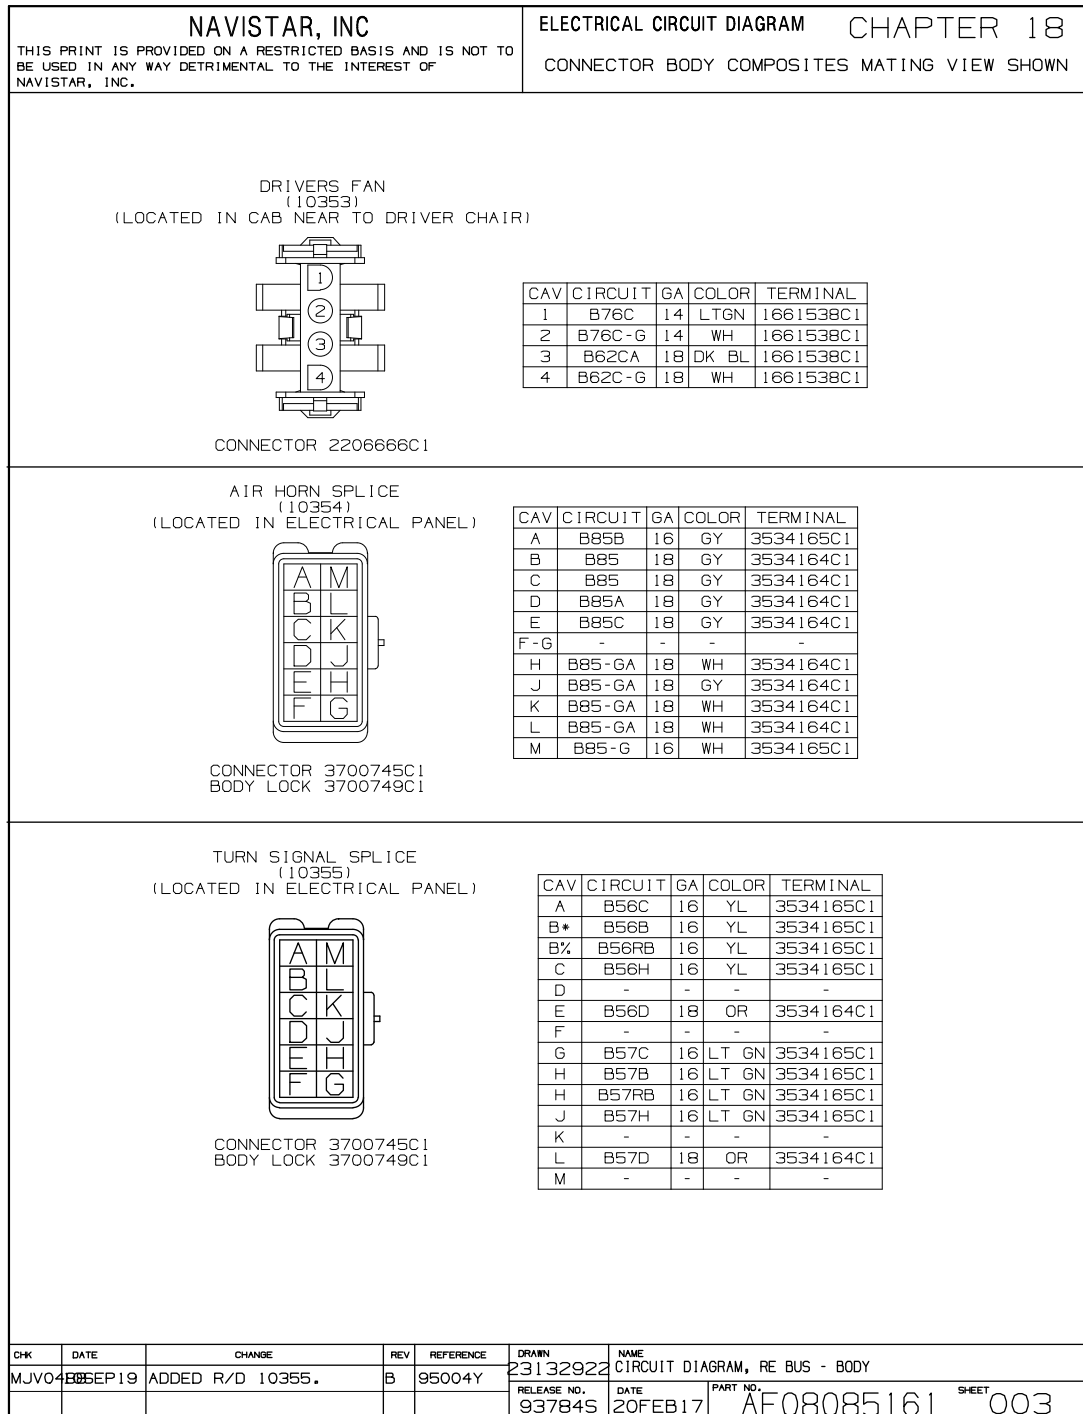 NAVISTAR, INC
THIS PRINT IS PROVIDED ON A RESTRICTED BASIS AND IS NOT TO
BE USED IN ANY WAY DETRIMENTAL TO THE INTEREST OF
NAVISTAR, INC.
ELECTRICAL CIRCUIT DIAGRAM CHAPTER 18
CONNECTOR BODY COMPOSITES MATING VIEW SHOWN
DRIVERS FAN
(10353)
(LOCATED IN CAB NEAR TO DRIVER CHAIR)
1
2
3
4
CONNECTOR 2206666C1
CAV CIRCUIT GA COLOR TERMINAL
1 B76C 14 LTGN 1661538C1
2 B76C-G 14 WH 1661538C1
3 B62CA 18 DK BL 1661538C1
4 B62C-G 18 WH 1661538C1
AIR HORN SPLICE
(10354)
(LOCATED IN ELECTRICAL PANEL)
A M
B L
C K
D J
E H
F G
CONNECTOR 3700745C1
BODY LOCK 3700749C1
CAV CIRCUIT GA COLOR TERMINAL
A B85B 16 GY 3534165C1
B B85 18 GY 3534164C1
C B85 18 GY 3534164C1
D B85A 18 GY 3534164C1
E B85C 18 GY 3534164C1
F-G - - - -
H B85-GA 18 WH 3534164C1
J B85-GA 18 GY 3534164C1
K B85-GA 18 WH 3534164C1
L B85-GA 18 WH 3534164C1
M B85-G 16 WH 3534165C1
TURN SIGNAL SPLICE
(10355)
(LOCATED IN ELECTRICAL PANEL)
A M
B L
C K
D J
E H
F G
CONNECTOR 3700745C1
BODY LOCK 3700749C1
CAV CIRCUIT GA COLOR TERMINAL
A B56C 16 YL 3534165C1
B* B56B 16 YL 3534165C1
B% B56RB 16 YL 3534165C1
C B56H 16 YL 3534165C1
D - - - -
E B56D 18 OR 3534164C1
F - - - -
G B57C 16 LT GN 3534165C1
H B57B 16 LT GN 3534165C1
H B57RB 16 LT GN 3534165C1
J B57H 16 LT GN 3534165C1
K - - - -
L B57D 18 OR 3534164C1
M - - - -
CHK DATE CHANGE REV REFERENCE
ADDED R/D 10355. B 95004Y
DRAWN 23132922
NAME CIRCUIT DIAGRAM, RE BUS - BODY
RELEASE NO. 93784S
DATE 20FEB17
PART NO. AF08085161
SHEET 003